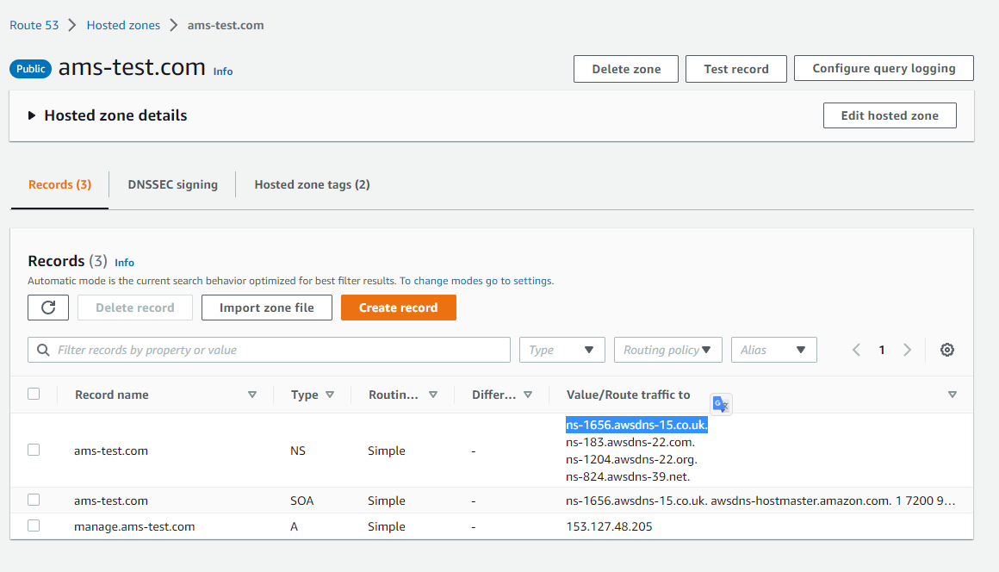 Route 53 > Hosted zones > ams-test.com
Public ams-test.com Info
Delete zone Test record Configure query logging
Hosted zone details Edit hosted zone
Records (3) DNSSEC signing Hosted zone tags (2)
Records (3) Info
Automatic mode is the current search behavior optimized for best filter results. To change modes go to settings.
Delete record Import zone file Create record
Filter records by property or value Type Routing policy Alias 1
Record name Type Routin... Differ... Value/Route traffic to
ns-1656.awsdns-15.co.uk.
ns-183.awsdns-22.com.
ams-test.com NS Simple -
ns-1204.awsdns-22.org.
ns-824.awsdns-39.net.
ams-test.com SOA Simple - ns-1656.awsdns-15.co.uk. awsdns-hostmaster.amazon.com. 1 7200 9...
manage.ams-test.com A Simple - 153.127.48.205